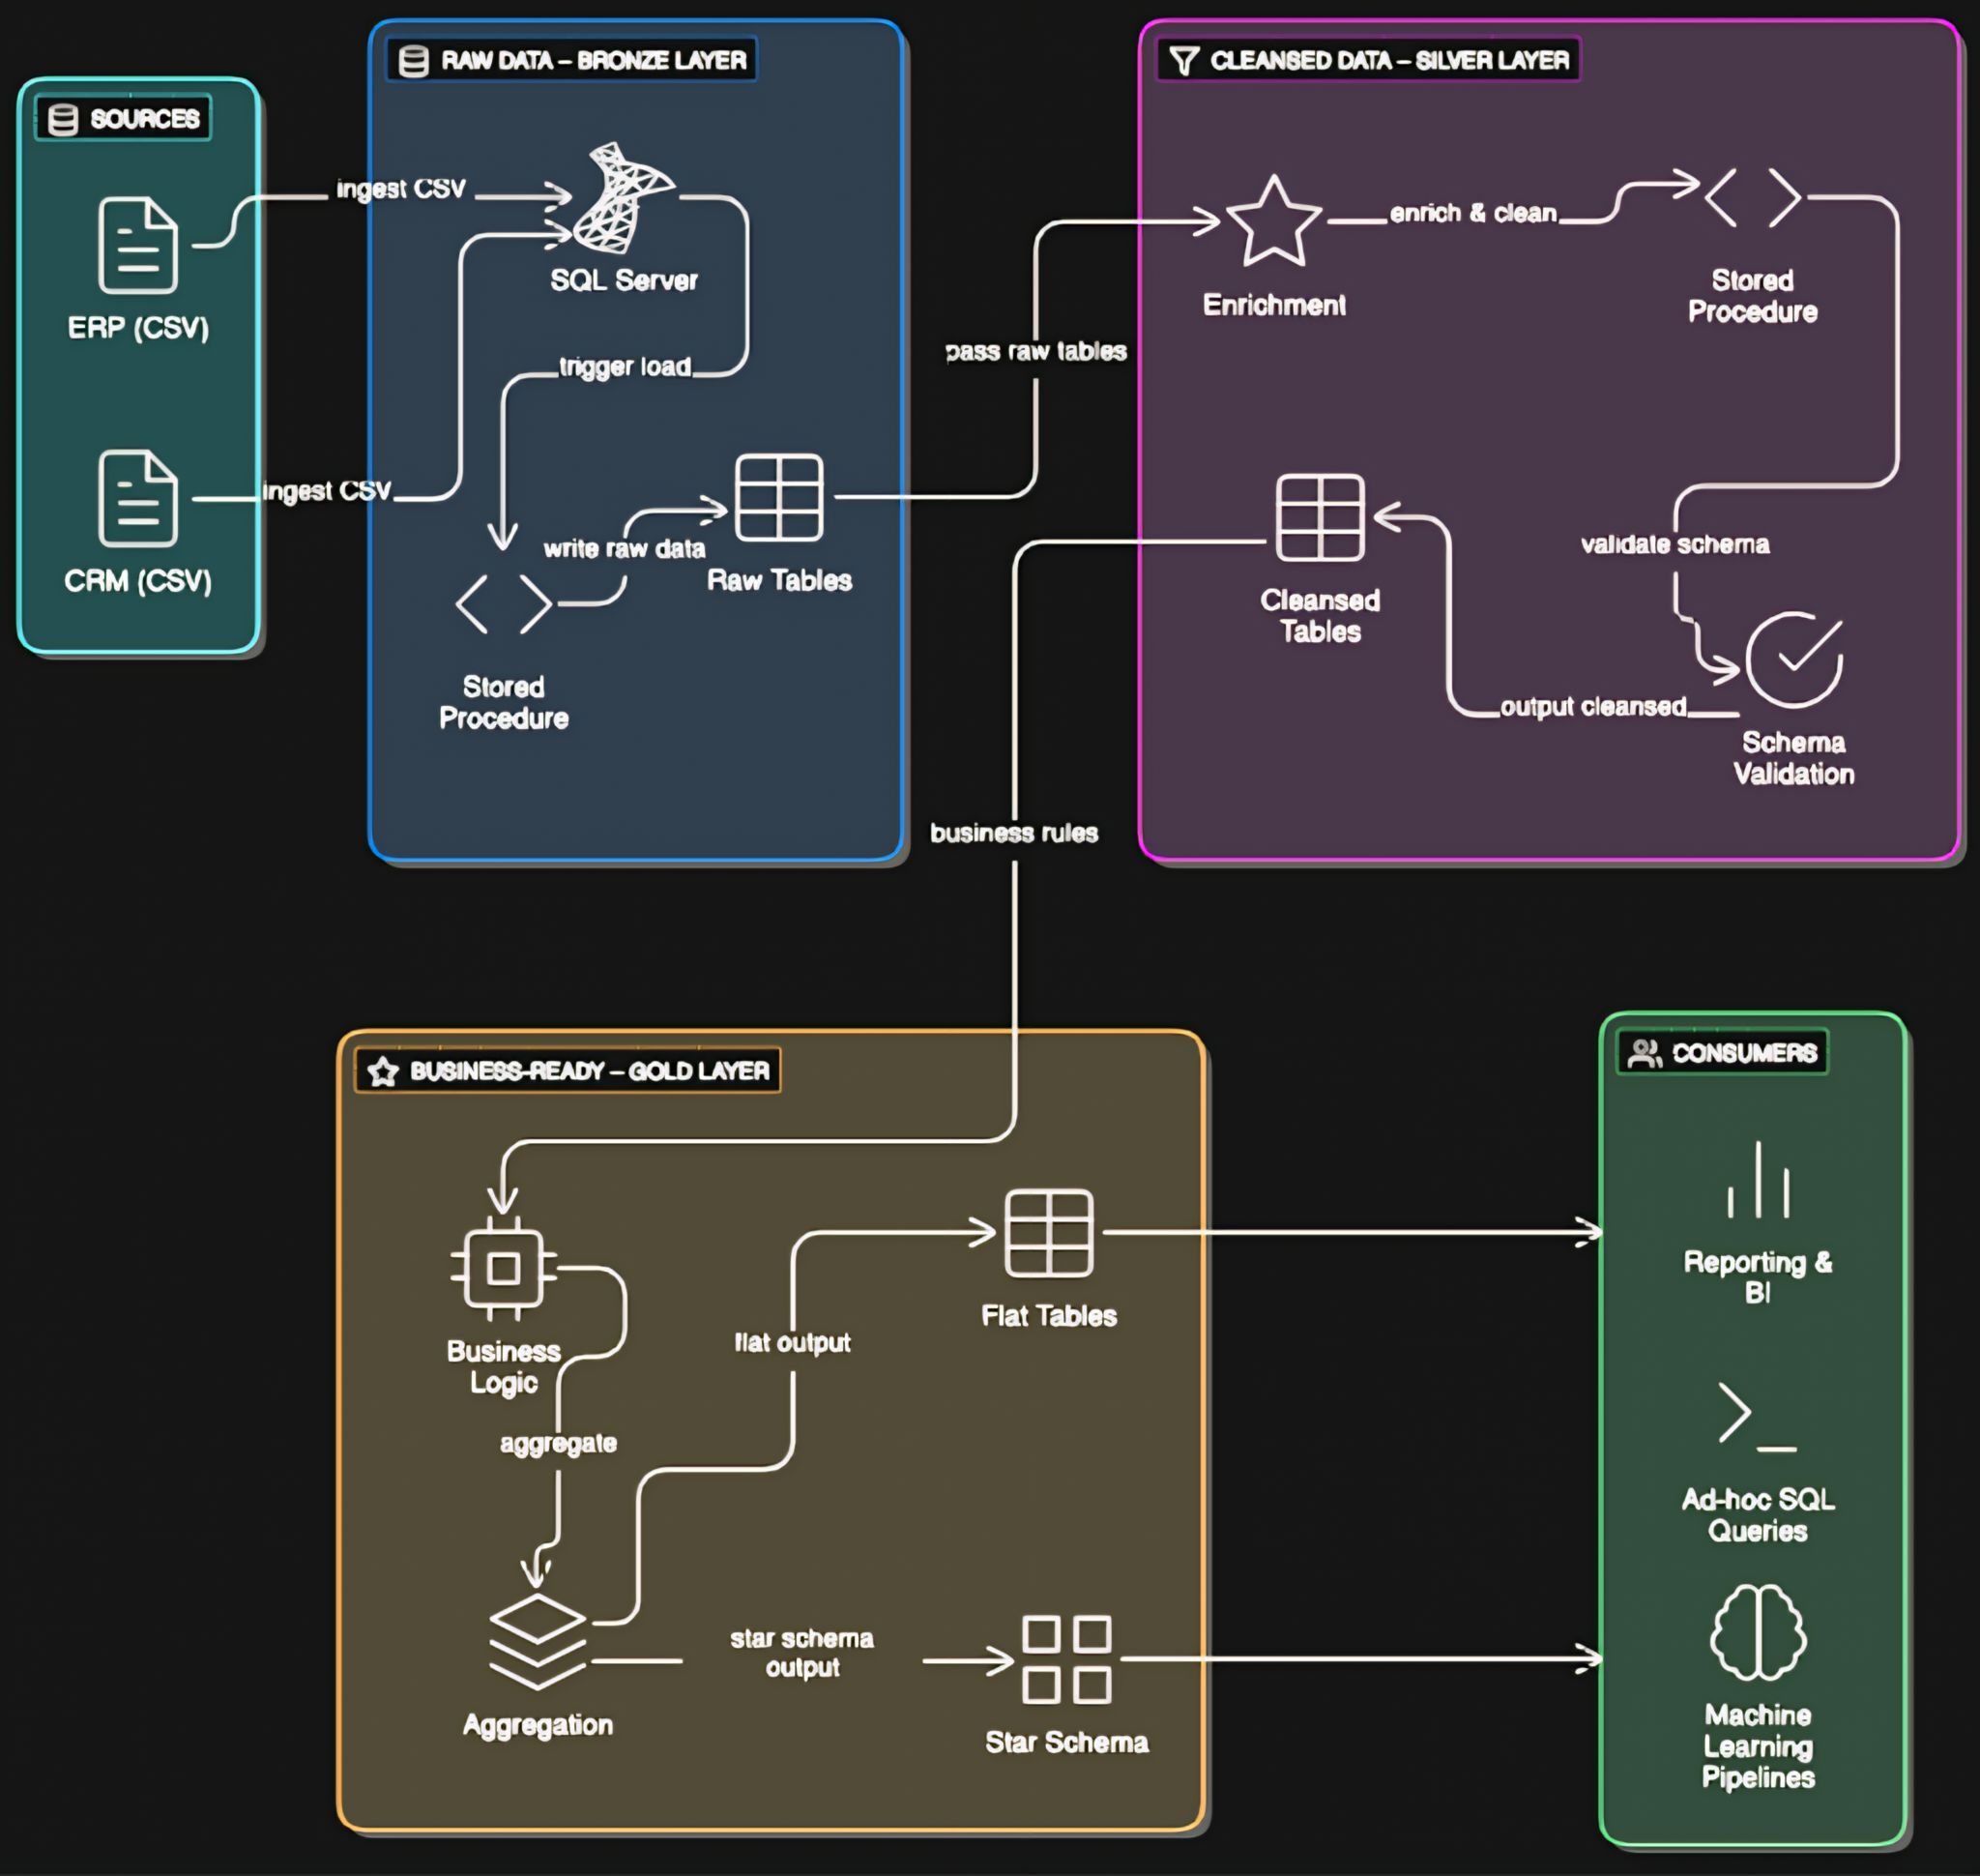 SOURCES
ERP (CSV)
CRM (CSV)
ingest CSV
ingest CSV
RAW DATA – BRONZE LAYER
SQL Server
trigger load
write raw data
Raw Tables
Stored
Procedure
pass raw tables
CLEANSED DATA – SILVER LAYER
Enrichment
enrich & clean
Stored
Procedure
validate schema
Schema
Validation
output cleansed
Cleansed
Tables
business rules
BUSINESS-READY – GOLD LAYER
Business
Logic
aggregate
Aggregation
flat output
Flat Tables
star schema
output
Star Schema
CONSUMERS
Reporting &
BI
Ad-hoc SQL
Queries
Machine
Learning
Pipelines